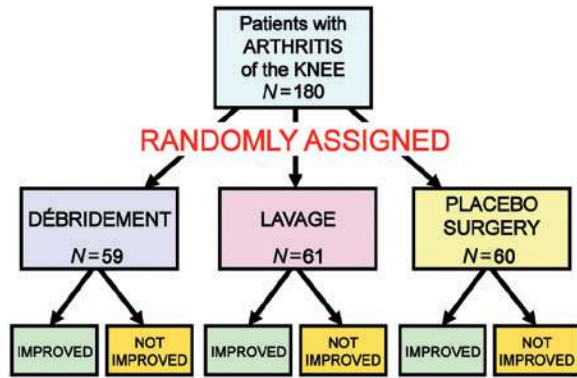 Patients with
ARTHRITIS
of the KNEE
N=180
RANDOMLY ASSIGNED
DÉBRIDEMENT
N=59
LAVAGE
N=61
PLACEBO
SURGERY
N=60
IMPROVED
NOT
IMPROVED
IMPROVED
NOT
IMPROVED
IMPROVED
NOT
IMPROVED